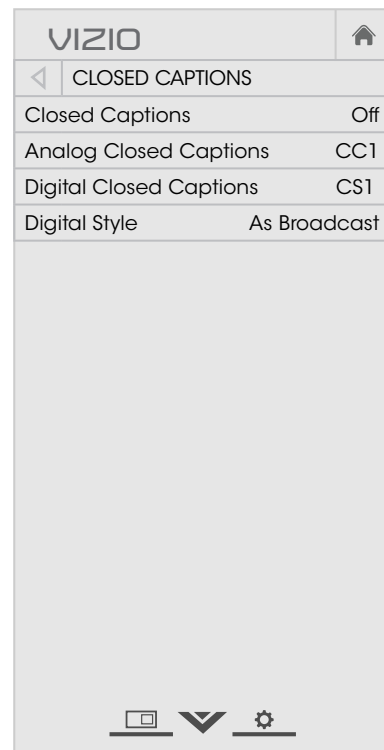 VIZIO
CLOSED CAPTIONS
Closed Captions Off
Analog Closed Captions CC1
Digital Closed Captions CS1
Digital Style As Broadcast